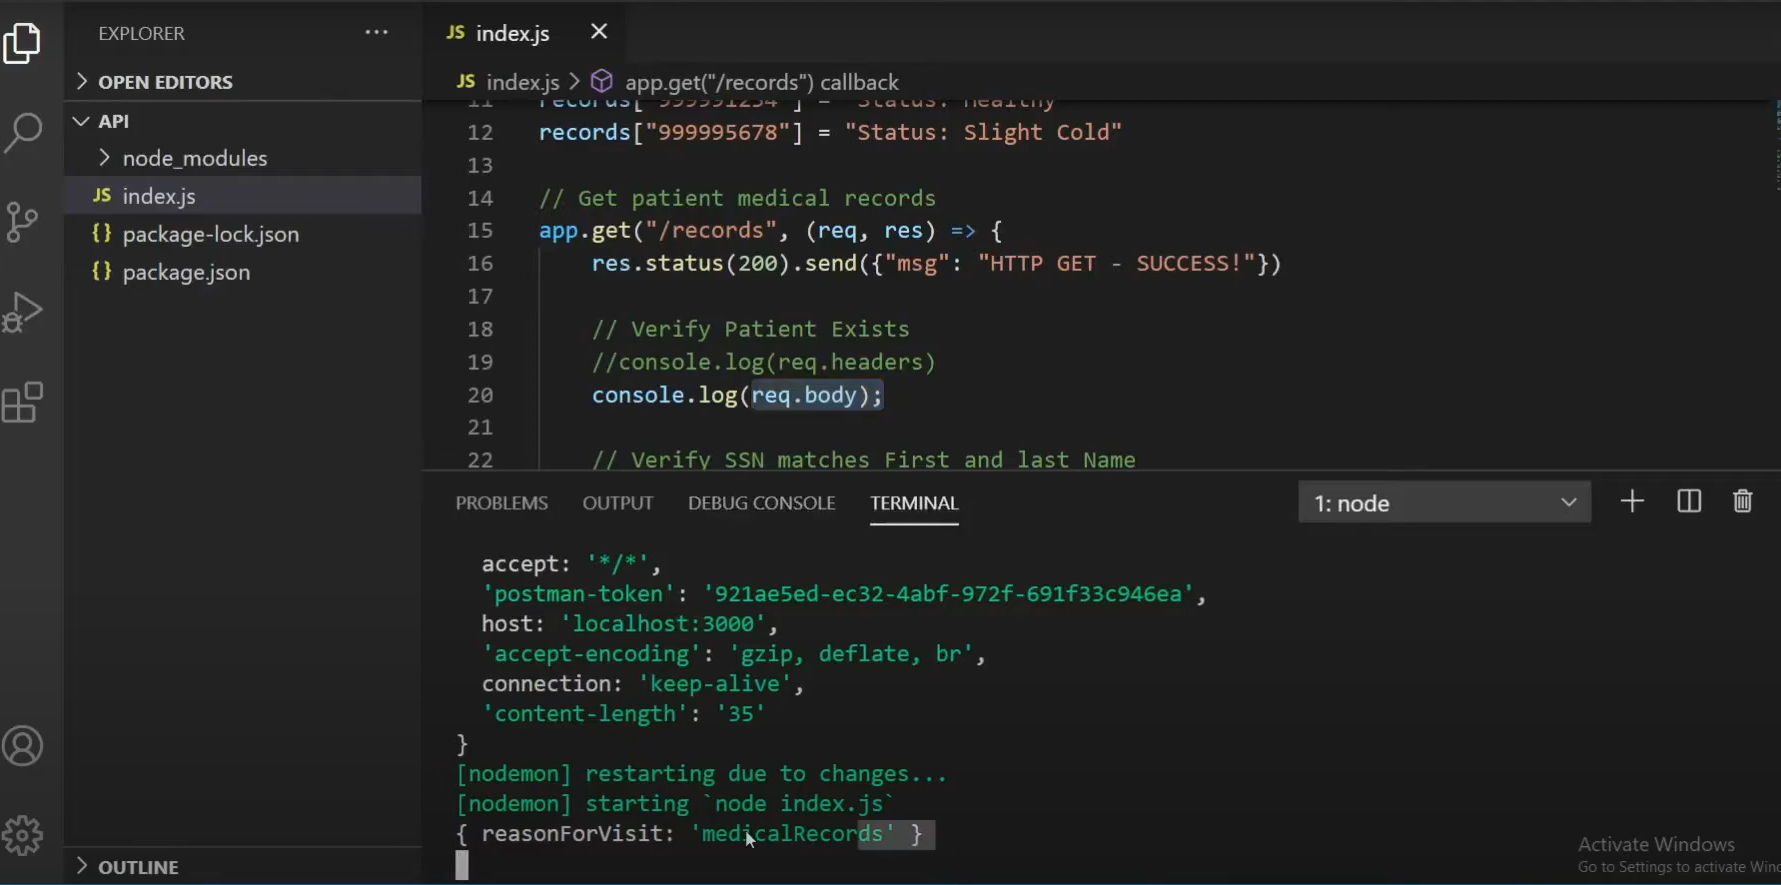 EXPLORER
OPEN EDITORS
API
node_modules
JS index.js
{} package-lock.json
{} package.json
OUTLINE
JS index.js
JS index.js > app.get("/records") callback
11 records["999991234"] = "Status: Healthy"
12 records["999995678"] = "Status: Slight Cold"
13
14 // Get patient medical records
15 app.get("/records", (req, res) => {
16 res.status(200).send({"msg": "HTTP GET - SUCCESS!"})
17
18 // Verify Patient Exists
19 //console.log(req.headers)
20 console.log(req.body);
21
22 // Verify SSN matches First and last Name
PROBLEMS OUTPUT DEBUG CONSOLE TERMINAL 1: node
accept: '*/*',
'postman-token': '921ae5ed-ec32-4abf-972f-691f33c946ea',
host: 'localhost:3000',
'accept-encoding': 'gzip, deflate, br',
connection: 'keep-alive',
'content-length': '35'
}
[nodemon] restarting due to changes...
[nodemon] starting `node index.js`
{ reasonForVisit: 'medicalRecords' }
Activate Windows
Go to Settings to activate